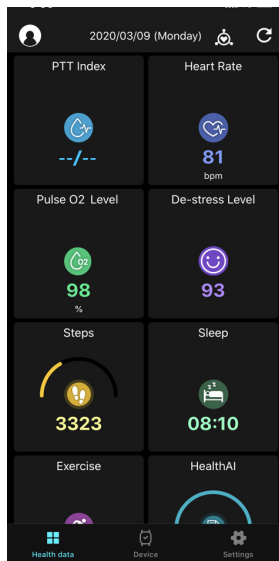 2020/03/09 (Monday)
PTT Index
Heart Rate
--/--
81
bpm
Pulse O2 Level
De-stress Level
O2
98
%
93
Steps
Sleep
3323
08:10
Exercise
HealthAI
Health data
Device
Settings